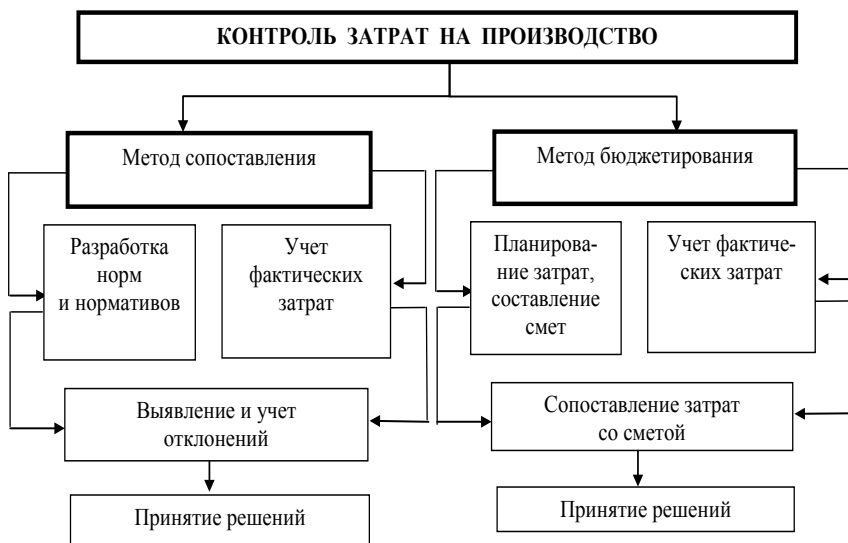 КОНТРОЛЬ ЗАТРАТ НА ПРОИЗВОДСТВО
Метод сопоставления
Метод бюджетирования
Разработка
норм
и нормативов
Учет
фактических
затрат
Планирова-
ние затрат,
составление
смет
Учет фактиче-
ских затрат
Выявление и учет
отклонений
Сопоставление затрат
со сметой
Принятие решений
Принятие решений